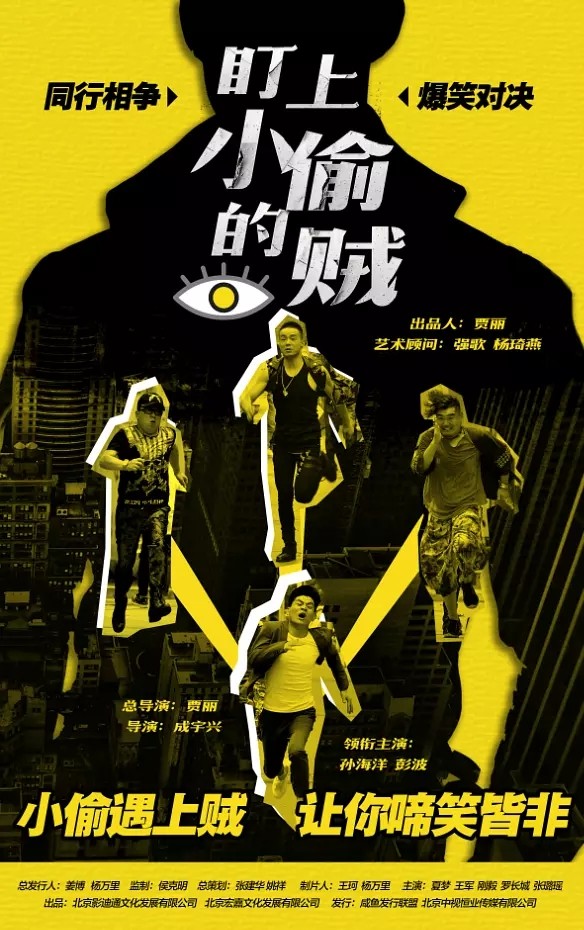 同行相争
爆笑对决
盯上
小偷
的贼
出品人：贾丽
艺术顾问：强歌 杨琦燕
总导演：贾丽
导演：成宇兴
领衔主演：
孙海洋 彭波
小偷遇上贼 让你啼笑皆非
总发行人：姜博 杨万里 监制：侯克明 总策划：张建华 姚祥 制片人：王珂 杨万里 主演：夏梦 王军 刚毅 罗长城 张璐瑶
出品：北京影迪通文化发展有限公司 北京宏嘉文化发展有限公司 发行：咸鱼发行联盟 北京中视恒业传媒有限公司